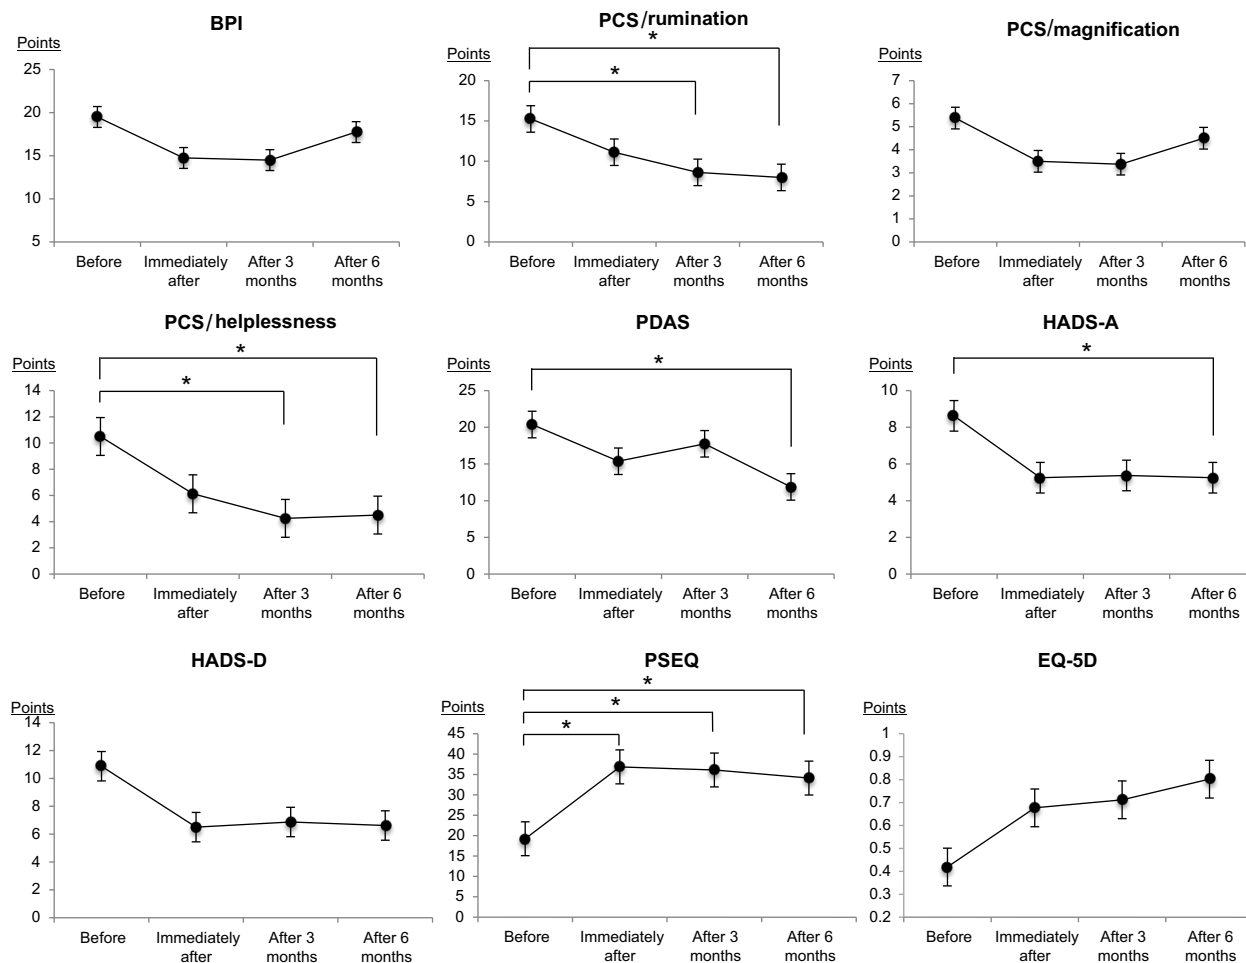 BPI
Points
25
20
15
10
5
Before
Immediately
after
After 3
months
After 6
months
PCS/rumination
Points
*
*
20
15
10
5
0
Before
Immediatery
after
After 3
months
After 6
months
PCS/magnification
Points
7
6
5
4
3
2
1
0
Before
Immediately
after
After 3
months
After 6
months
PCS/helplessness
Points
*
*
14
12
10
8
6
4
2
0
Before
Immediately
after
After 3
months
After 6
months
PDAS
Points
*
25
20
15
10
5
0
Before
Immediately
after
After 3
months
After 6
months
HADS-A
Points
*
10
8
6
4
2
0
Before
Immediately
after
After 3
months
After 6
months
HADS-D
Points
14
12
10
8
6
4
2
0
Before
Immediately
after
After 3
months
After 6
months
PSEQ
Points
*
*
*
45
40
35
30
25
20
15
10
5
0
Before
Immediately
after
After 3
months
After 6
months
EQ-5D
Points
1
0.9
0.8
0.7
0.6
0.5
0.4
0.3
0.2
Before
Immediately
after
After 3
months
After 6
months